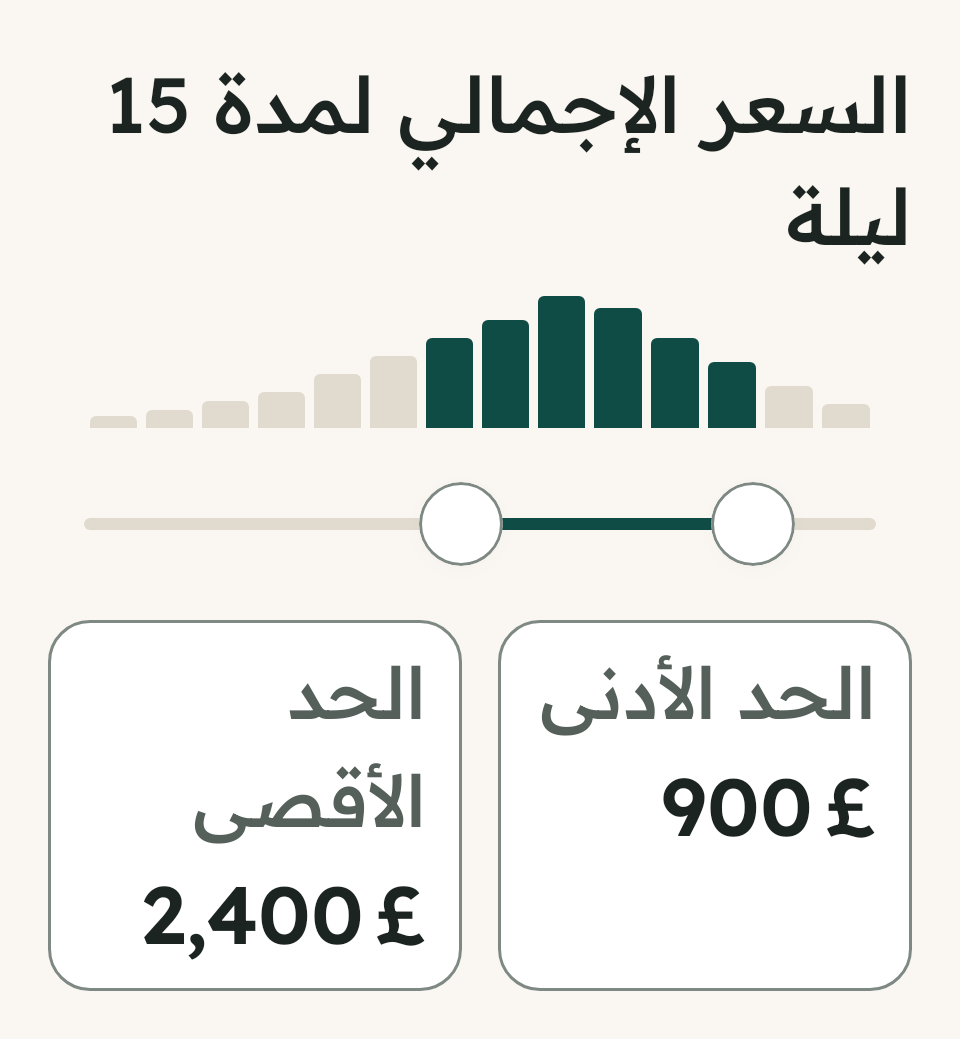 السعر الإجمالي لمدة 15
ليلة
الحد الأدنى
£ 900
الحد
الأقصى
£ 2,400